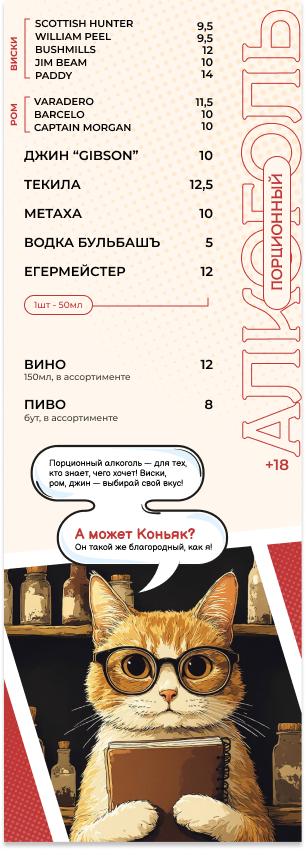 ВИСКИ
SCOTTISH HUNTER 9,5
WILLIAM PEEL 9,5
BUSHMILLS 12
JIM BEAM 10
PADDY 14
РОМ
VARADERO 11,5
BARCELO 10
CAPTAIN MORGAN 10
ДЖИН “GIBSON” 10
ТЕКИЛА 12,5
МЕТАХА 10
ВОДКА БУЛЬБАШЪ 5
ЕГЕРМЕЙСТЕР 12
1шт - 50мл
ВИНО 12
150мл, в ассортименте
ПИВО 8
бут, в ассортименте
АЛКОГОЛЬ
ПОРЦИОННЫЙ
+18
Порционный алкоголь — для тех,
кто знает, чего хочет! Виски,
ром, джин — выбирай свой вкус!
А может Коньяк?
Он такой же благородный, как я!